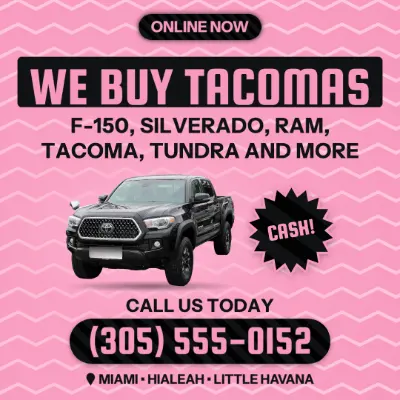 ONLINE NOW
WE BUY TACOMAS
F-150, SILVERADO, RAM,
TACOMA, TUNDRA AND MORE
CASH!
CALL US TODAY
(305) 555-0152
MIAMI • HIALEAH • LITTLE HAVANA